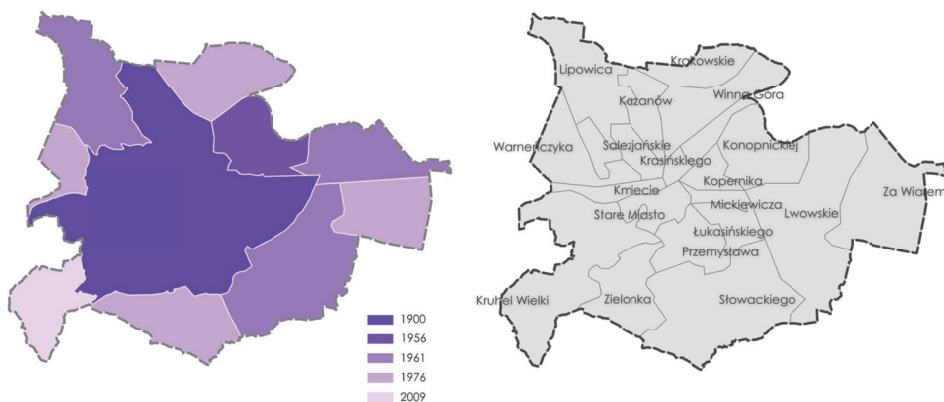 1900
1956
1961
1976
2009
Krakowskie
Lipowica
Winna Góra
Kazanów
Warneńczyka
Salezjańskie
Konopnickiej
Krasińskiego
Kopernika
Kmiecie
Za Wiarem
Mickiewicza
Stare Miasto
Lwowskie
Łukasińskiego
Przemysława
Kruhel Wielki
Zielonka
Słowackiego